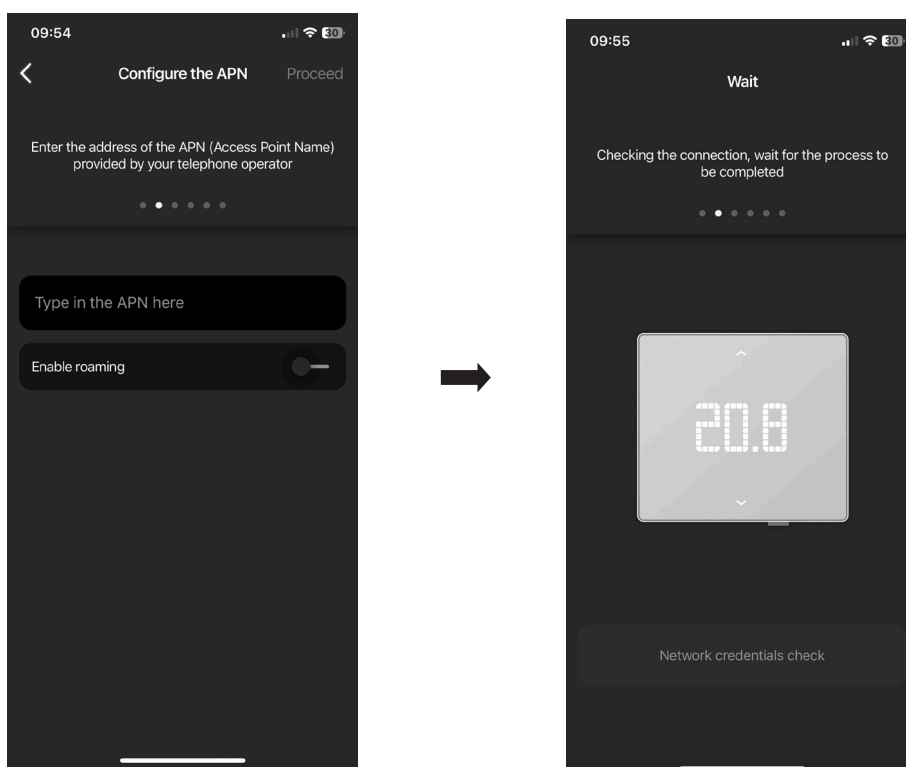 09:54
30
Configure the APN
Proceed
Enter the address of the APN (Access Point Name)
provided by your telephone operator
Type in the APN here
Enable roaming
09:55
30
Wait
Checking the connection, wait for the process to
be completed
20.8
Network credentials check